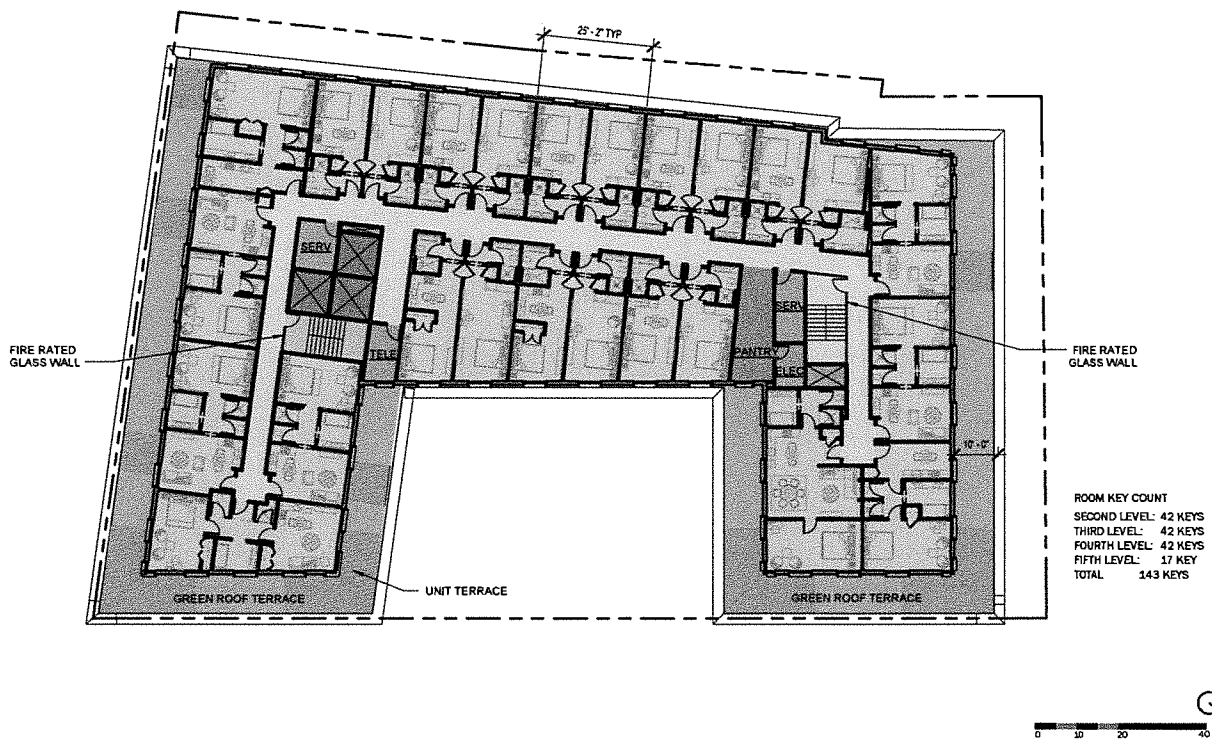 25' - 2" TYP
SERV
FIRE RATED
GLASS WALL
TELE
SERV
PANTRY
ELEC
FIRE RATED
GLASS WALL
10' - 0"
ROOM KEY COUNT
SECOND LEVEL: 42 KEYS
THIRD LEVEL: 42 KEYS
FOURTH LEVEL: 42 KEYS
FIFTH LEVEL: 17 KEY
TOTAL 143 KEYS
UNIT TERRACE
GREEN ROOF TERRACE
GREEN ROOF TERRACE
0 10 20 40